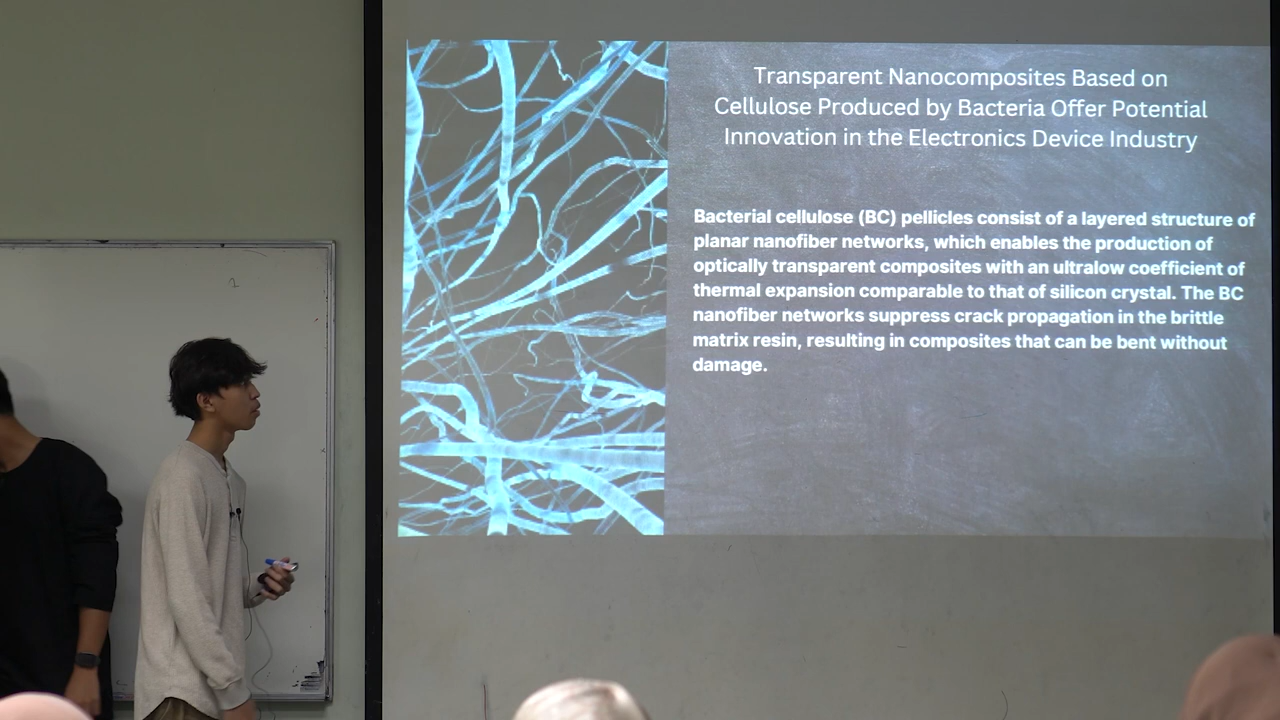 Transparent Nanocomposites Based on
Cellulose Produced by Bacteria Offer Potential
Innovation in the Electronics Device Industry
Bacterial cellulose (BC) pellicles consist of a layered structure of
planar nanofiber networks, which enables the production of
optically transparent composites with an ultralow coefficient of
thermal expansion comparable to that of silicon crystal. The BC
nanofiber networks suppress crack propagation in the brittle
matrix resin, resulting in composites that can be bent without
damage.
2